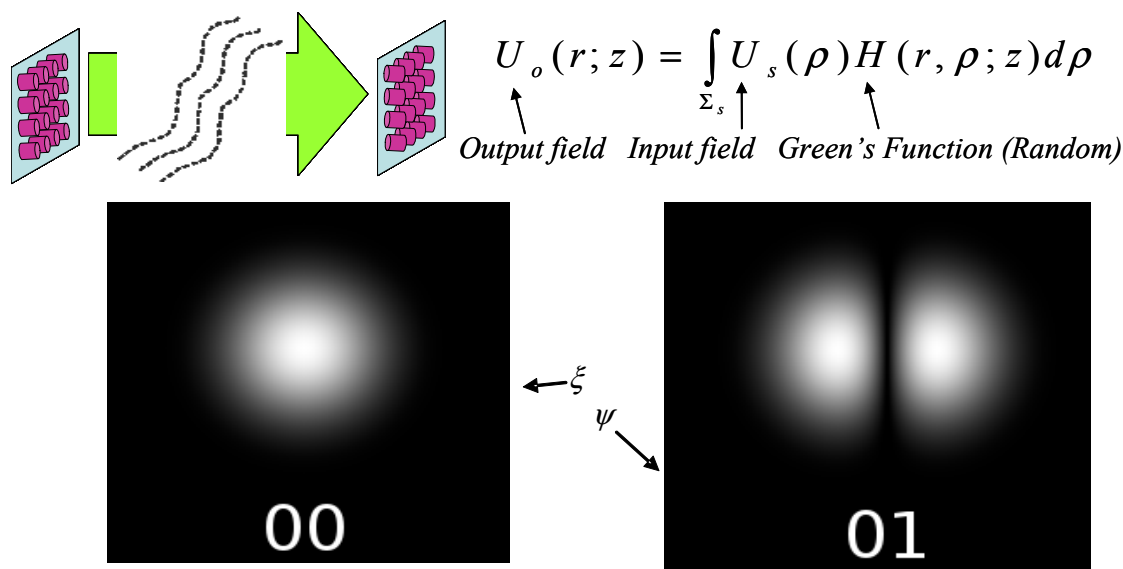 U_o(r;z) = ∫_{Σ_s} U_s(ρ)H(r,ρ;z)dρ
Output field Input field Green's Function (Random)
ξ
ψ
00
01